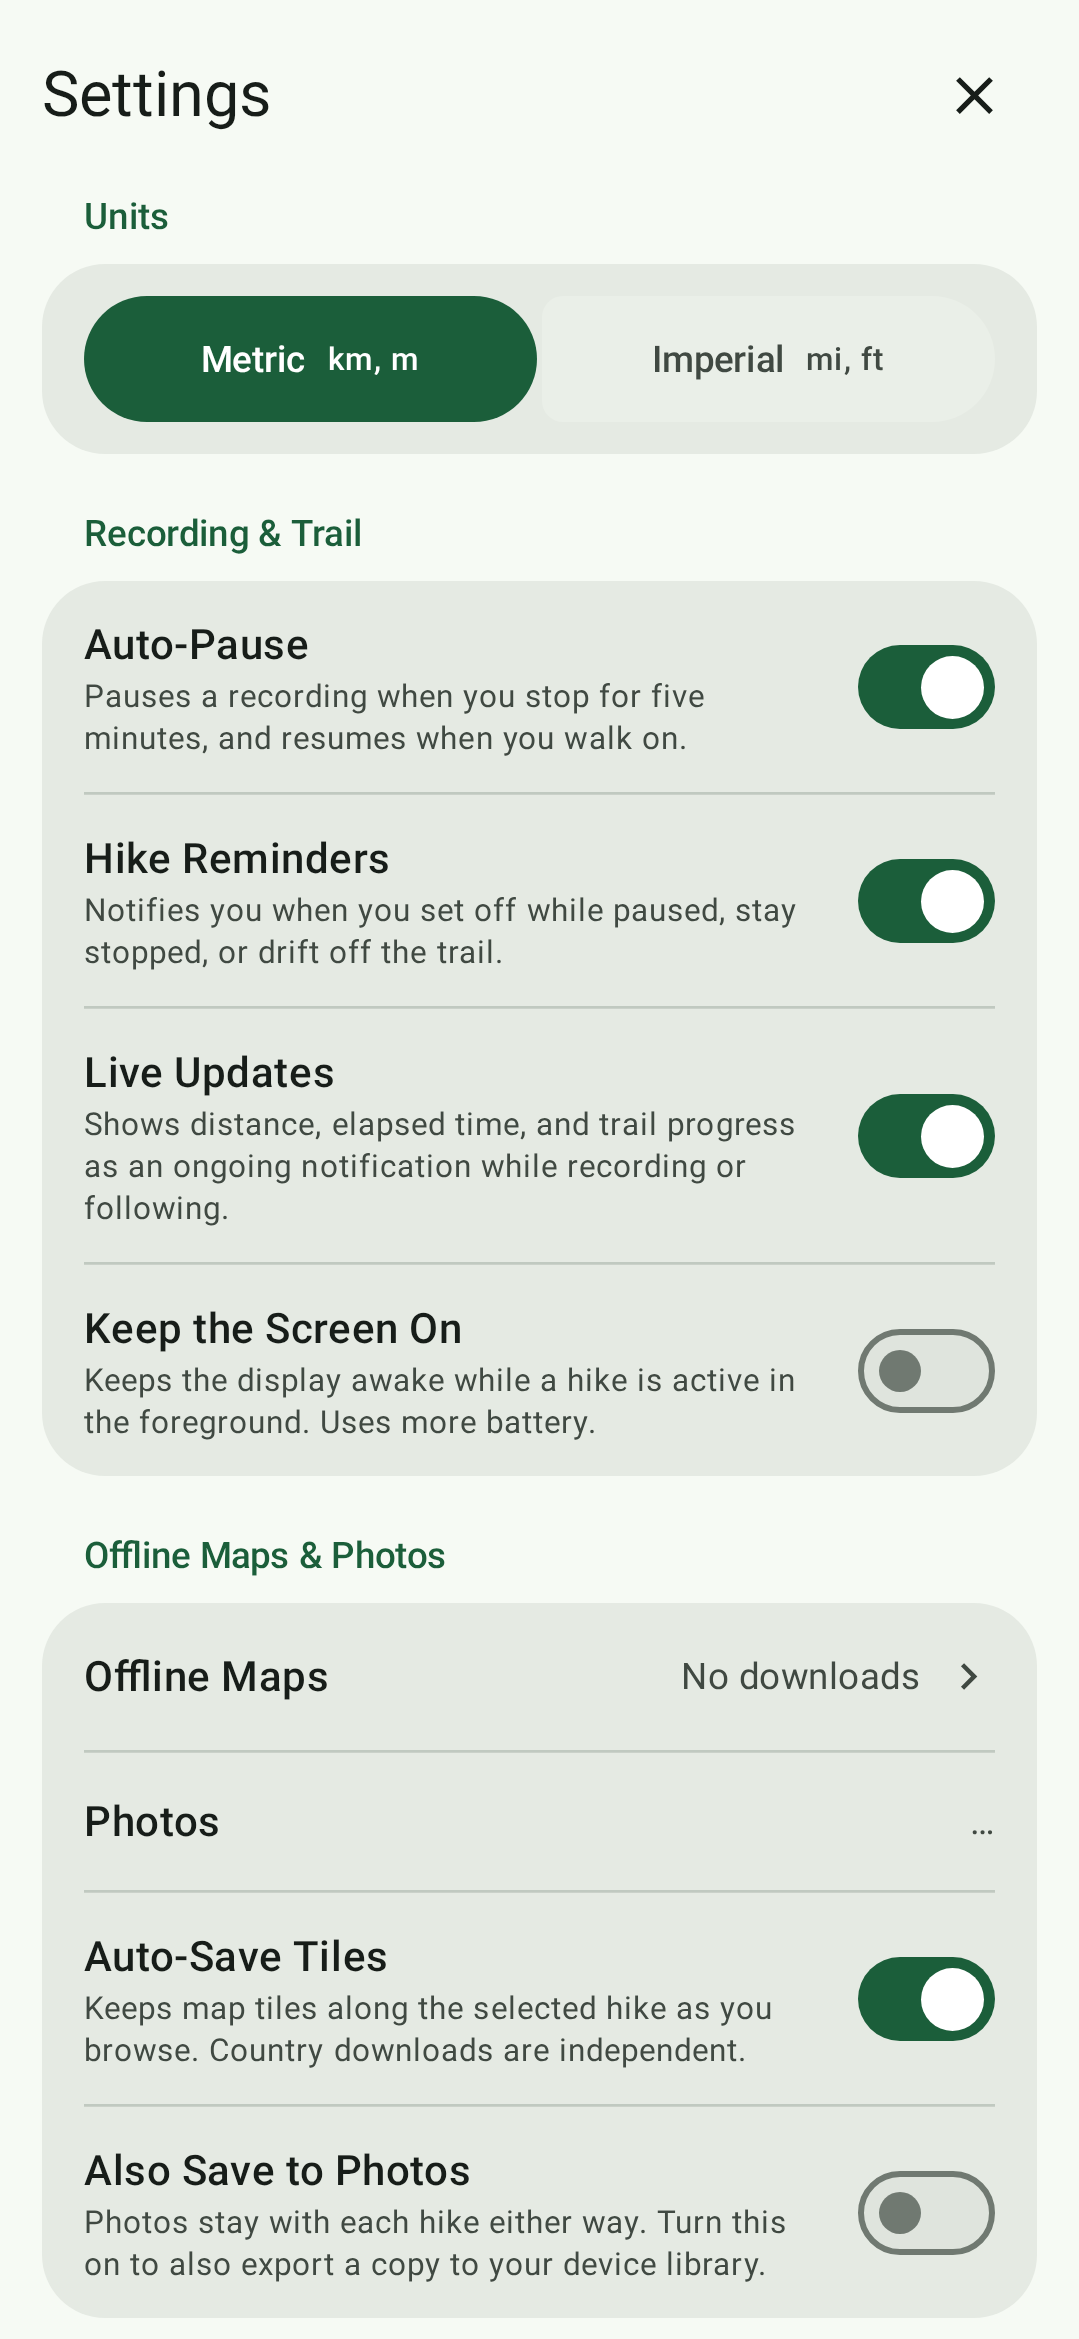 Settings
Units
Metric km, m
Imperial mi, ft
Recording & Trail
Auto-Pause
Pauses a recording when you stop for five
minutes, and resumes when you walk on.
Hike Reminders
Notifies you when you set off while paused, stay
stopped, or drift off the trail.
Live Updates
Shows distance, elapsed time, and trail progress
as an ongoing notification while recording or
following.
Keep the Screen On
Keeps the display awake while a hike is active in
the foreground. Uses more battery.
Offline Maps & Photos
Offline Maps
No downloads
Photos
...
Auto-Save Tiles
Keeps map tiles along the selected hike as you
browse. Country downloads are independent.
Also Save to Photos
Photos stay with each hike either way. Turn this
on to also export a copy to your device library.